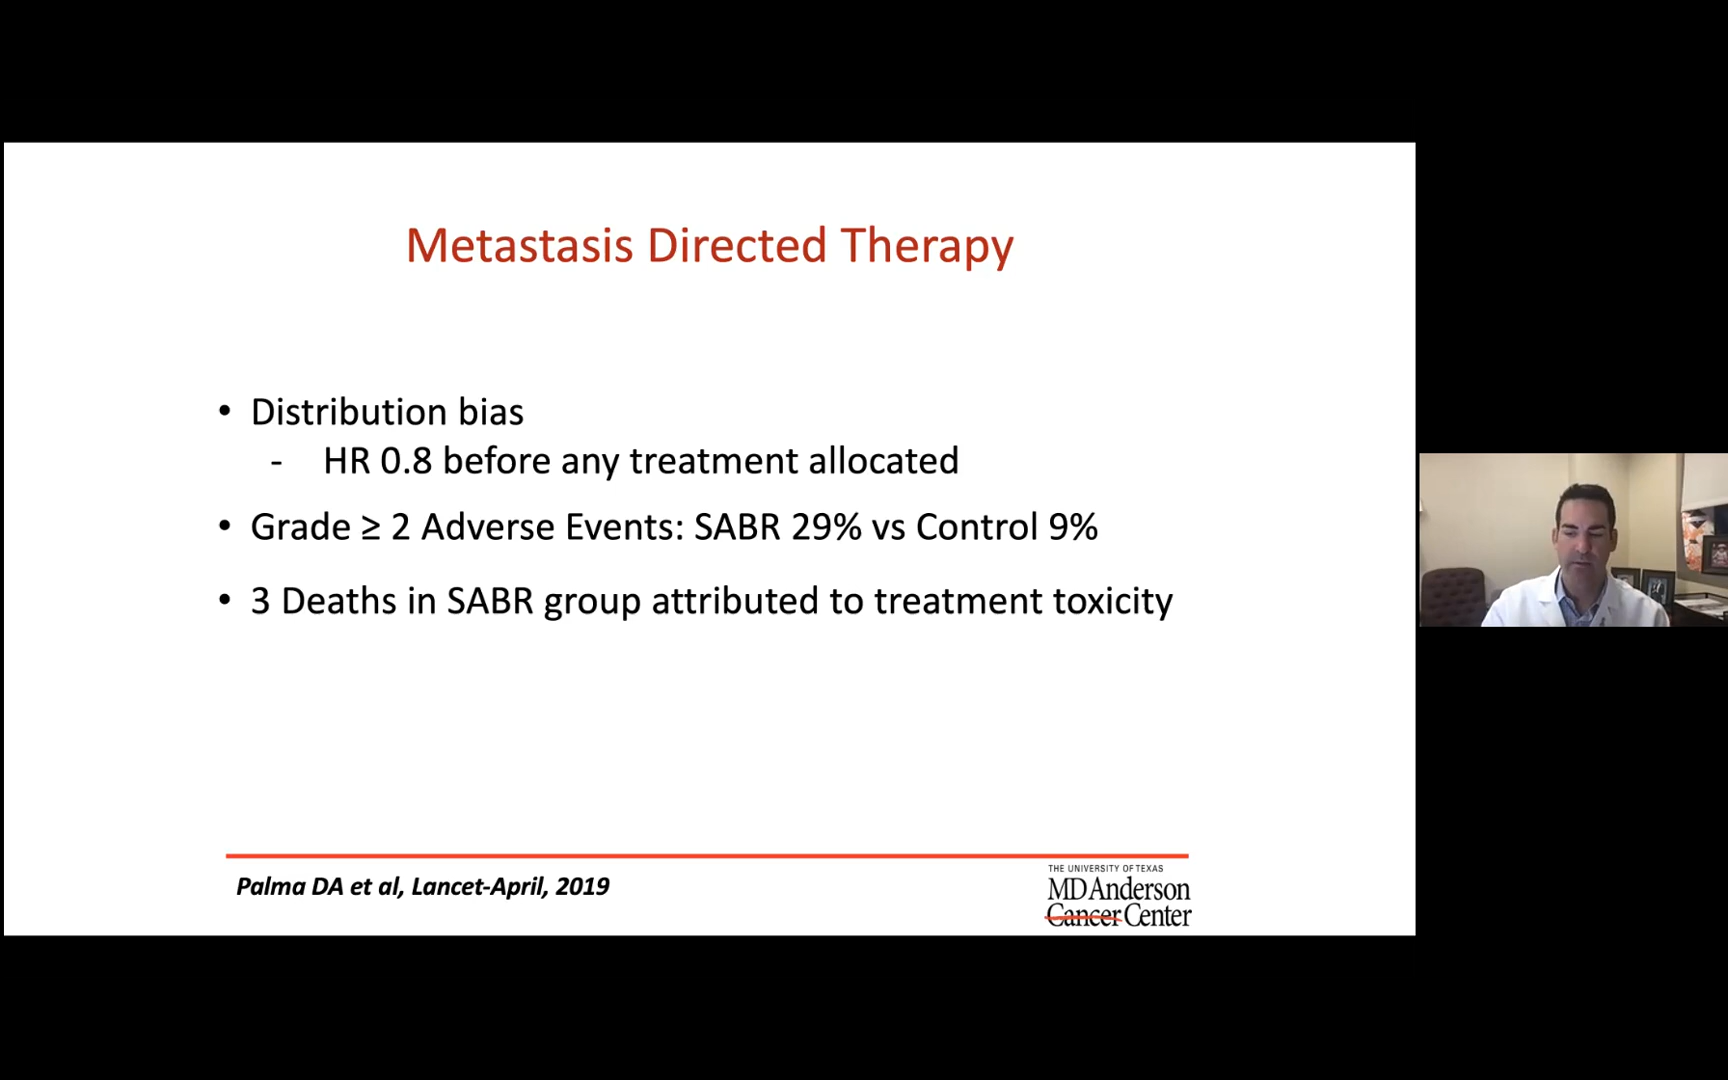 Metastasis Directed Therapy
• Distribution bias
- HR 0.8 before any treatment allocated
• Grade ≥ 2 Adverse Events: SABR 29% vs Control 9%
• 3 Deaths in SABR group attributed to treatment toxicity
Palma DA et al, Lancet-April, 2019
THE UNIVERSITY OF TEXAS
MD Anderson
Cancer Center